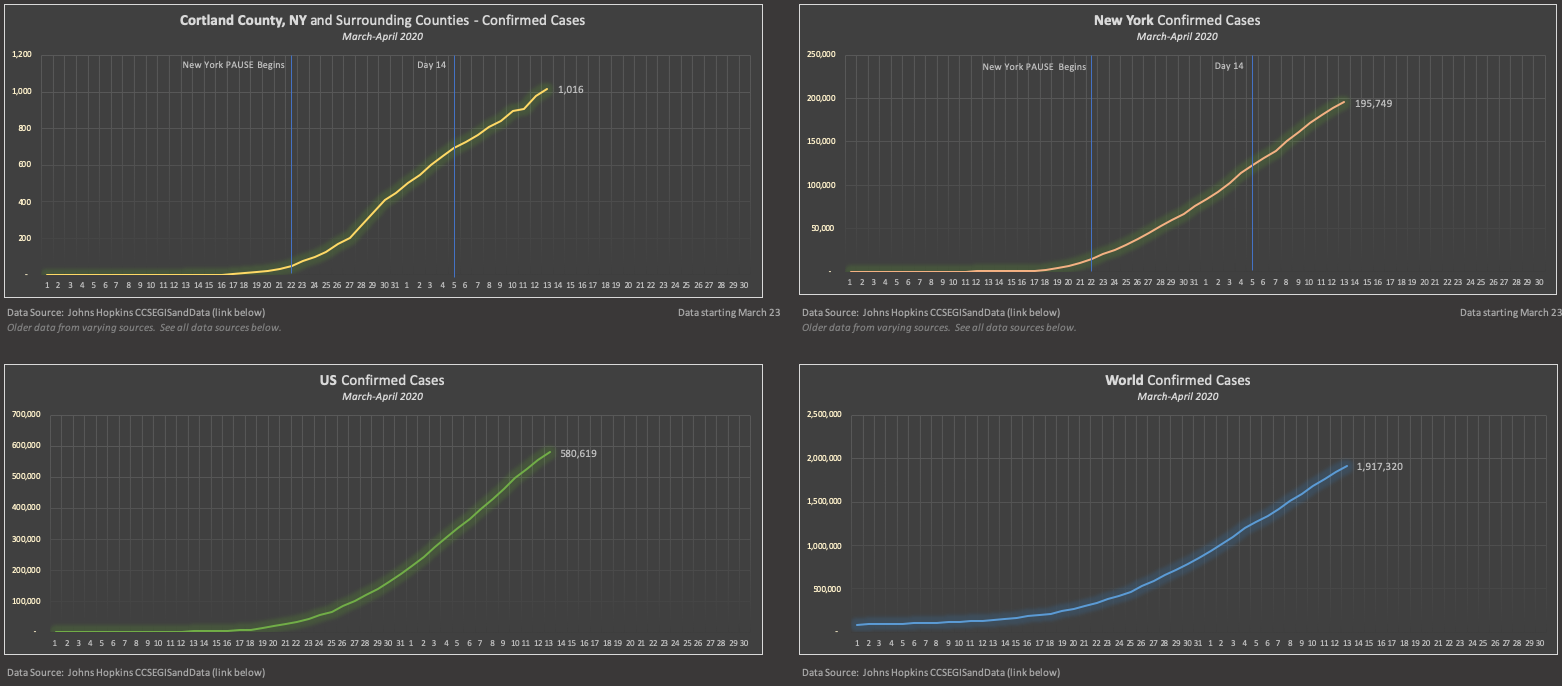 Cortland County, NY and Surrounding Counties - Confirmed Cases
March-April 2020
1,200
1,000
800
600
400
200
-
New York PAUSE Begins
Day 14
1,016
1 2 3 4 5 6 7 8 9 10 11 12 13 14 15 16 17 18 19 20 21 22 23 24 25 26 27 28 29 30 31 1 2 3 4 5 6 7 8 9 10 11 12 13 14 15 16 17 18 19 20 21 22 23 24 25 26 27 28 29 30
Data Source: Johns Hopkins CCSEGISandData (link below)
Data starting March 23
Older data from varying sources. See all data sources below.
New York Confirmed Cases
March-April 2020
250,000
200,000
150,000
100,000
50,000
-
New York PAUSE Begins
Day 14
195,749
1 2 3 4 5 6 7 8 9 10 11 12 13 14 15 16 17 18 19 20 21 22 23 24 25 26 27 28 29 30 31 1 2 3 4 5 6 7 8 9 10 11 12 13 14 15 16 17 18 19 20 21 22 23 24 25 26 27 28 29 30
Data Source: Johns Hopkins CCSEGISandData (link below)
Data starting March 23
Older data from varying sources. See all data sources below.
US Confirmed Cases
March-April 2020
700,000
600,000
500,000
400,000
300,000
200,000
100,000
-
580,619
1 2 3 4 5 6 7 8 9 10 11 12 13 14 15 16 17 18 19 20 21 22 23 24 25 26 27 28 29 30 31 1 2 3 4 5 6 7 8 9 10 11 12 13 14 15 16 17 18 19 20 21 22 23 24 25 26 27 28 29 30
Data Source: Johns Hopkins CCSEGISandData (link below)
World Confirmed Cases
March-April 2020
2,500,000
2,000,000
1,500,000
1,000,000
500,000
-
1,917,320
1 2 3 4 5 6 7 8 9 10 11 12 13 14 15 16 17 18 19 20 21 22 23 24 25 26 27 28 29 30 31 1 2 3 4 5 6 7 8 9 10 11 12 13 14 15 16 17 18 19 20 21 22 23 24 25 26 27 28 29 30
Data Source: Johns Hopkins CCSEGISandData (link below)